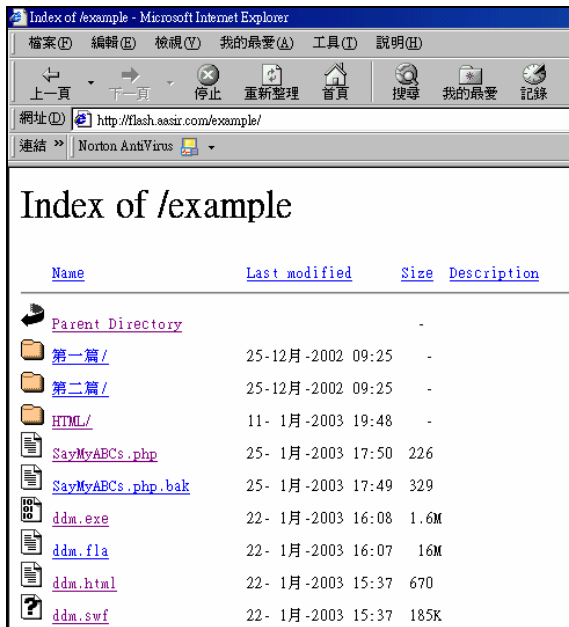 Index of /example - Microsoft Internet Explorer
檔案(F) 編輯(E) 檢視(V) 我的最愛(A) 工具(T) 說明(H)
上一頁 下一頁 停止 重新整理 首頁 搜尋 我的最愛 記錄
網址(D) http://flash.aasir.com/example/
連結 » Norton AntiVirus
Index of /example
Name Last modified Size Description
Parent Directory -
第一篇/ 25-12月-2002 09:25 -
第二篇/ 25-12月-2002 09:25 -
HTML/ 11- 1月-2003 19:48 -
SayMyABCs.php 25- 1月-2003 17:50 226
SayMyABCs.php.bak 25- 1月-2003 17:49 329
ddm.exe 22- 1月-2003 16:08 1.6M
ddm.fla 22- 1月-2003 16:07 16M
ddm.html 22- 1月-2003 15:37 670
ddm.swf 22- 1月-2003 15:37 185K